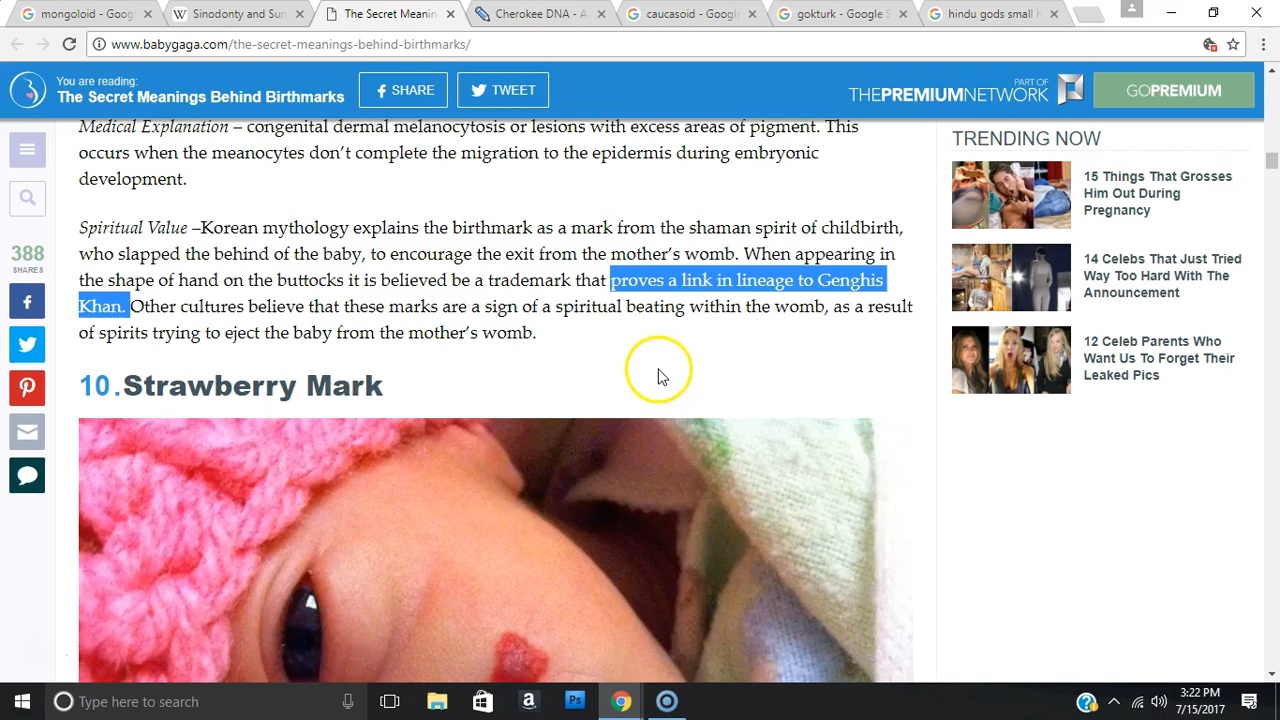 mongoloid - Goog
Sinodonty and Sun
The Secret Meanin
Cherokee DNA - A
caucasoid - Google
gokturk - Google S
hindu gods small h
www.babygaga.com/the-secret-meanings-behind-birthmarks/
You are reading:
The Secret Meanings Behind Birthmarks
SHARE
TWEET
PART OF
THEPREMIUMNETWORK
GOPREMIUM
Medical Explanation – congenital dermal melanocytosis or lesions with excess areas of pigment. This
occurs when the meanocytes don't complete the migration to the epidermis during embryonic
development.
Spiritual Value –Korean mythology explains the birthmark as a mark from the shaman spirit of childbirth,
who slapped the behind of the baby, to encourage the exit from the mother's womb. When appearing in
the shape of hand on the buttocks it is believed be a trademark that proves a link in lineage to Genghis
Khan. Other cultures believe that these marks are a sign of a spiritual beating within the womb, as a result
of spirits trying to eject the baby from the mother's womb.
10.Strawberry Mark
388
SHARES
TRENDING NOW
15 Things That Grosses
Him Out During
Pregnancy
14 Celebs That Just Tried
Way Too Hard With The
Announcement
12 Celeb Parents Who
Want Us To Forget Their
Leaked Pics
Type here to search
3:22 PM
7/15/2017